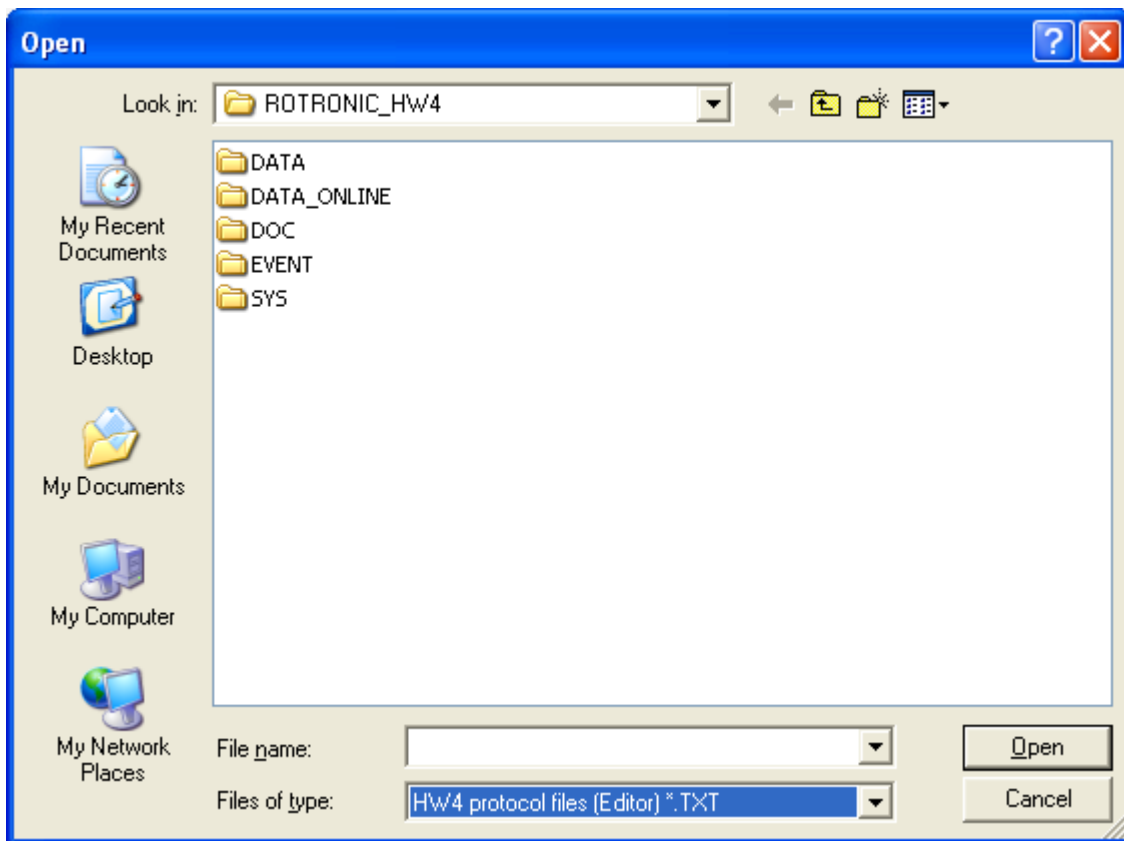 Open
Look in: ROTRONIC_HW4
DATA
DATA_ONLINE
DOC
EVENT
SYS
My Recent
Documents
Desktop
My Documents
My Computer
My Network
Places
File name:
Open
Files of type: HW4 protocol files (Editor) *.TXT
Cancel